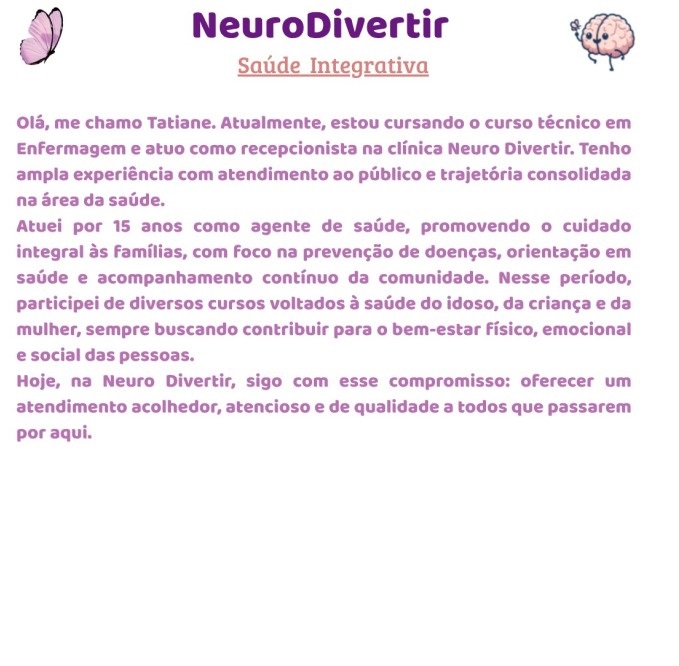 NeuroDivertir
Saúde Integrativa
Olá, me chamo Tatiane. Atualmente, estou cursando o curso técnico em
Enfermagem e atuo como recepcionista na clínica Neuro Divertir. Tenho
ampla experiência com atendimento ao público e trajetória consolidada
na área da saúde.
Atuei por 15 anos como agente de saúde, promovendo o cuidado
integral às famílias, com foco na prevenção de doenças, orientação em
saúde e acompanhamento contínuo da comunidade. Nesse período,
participei de diversos cursos voltados à saúde do idoso, da criança e da
mulher, sempre buscando contribuir para o bem-estar físico, emocional
e social das pessoas.
Hoje, na Neuro Divertir, sigo com esse compromisso: oferecer um
atendimento acolhedor, atencioso e de qualidade a todos que passarem
por aqui.